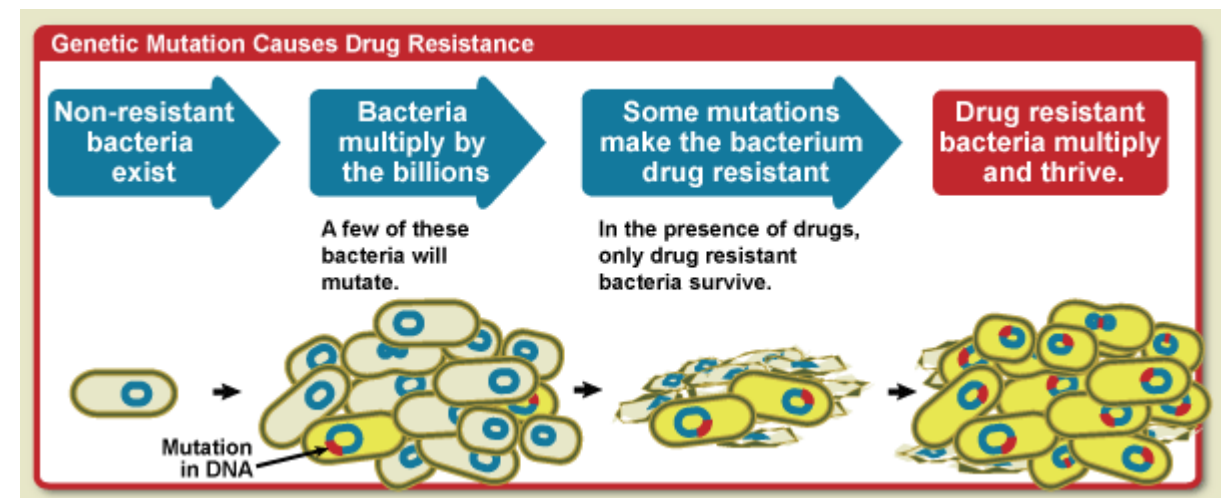 Genetic Mutation Causes Drug Resistance
Non-resistant
bacteria
exist
Bacteria
multiply by
the billions
Some mutations
make the bacterium
drug resistant
Drug resistant
bacteria multiply
and thrive.
A few of these
bacteria will
mutate.
In the presence of drugs,
only drug resistant
bacteria survive.
Mutation
in DNA